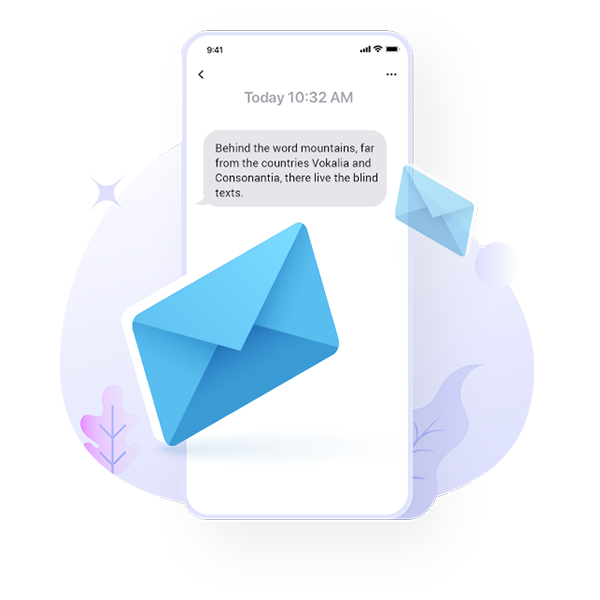 9:41
Today 10:32 AM
Behind the word mountains, far
from the countries Vokalia and
Consonantia, there live the blind
texts.